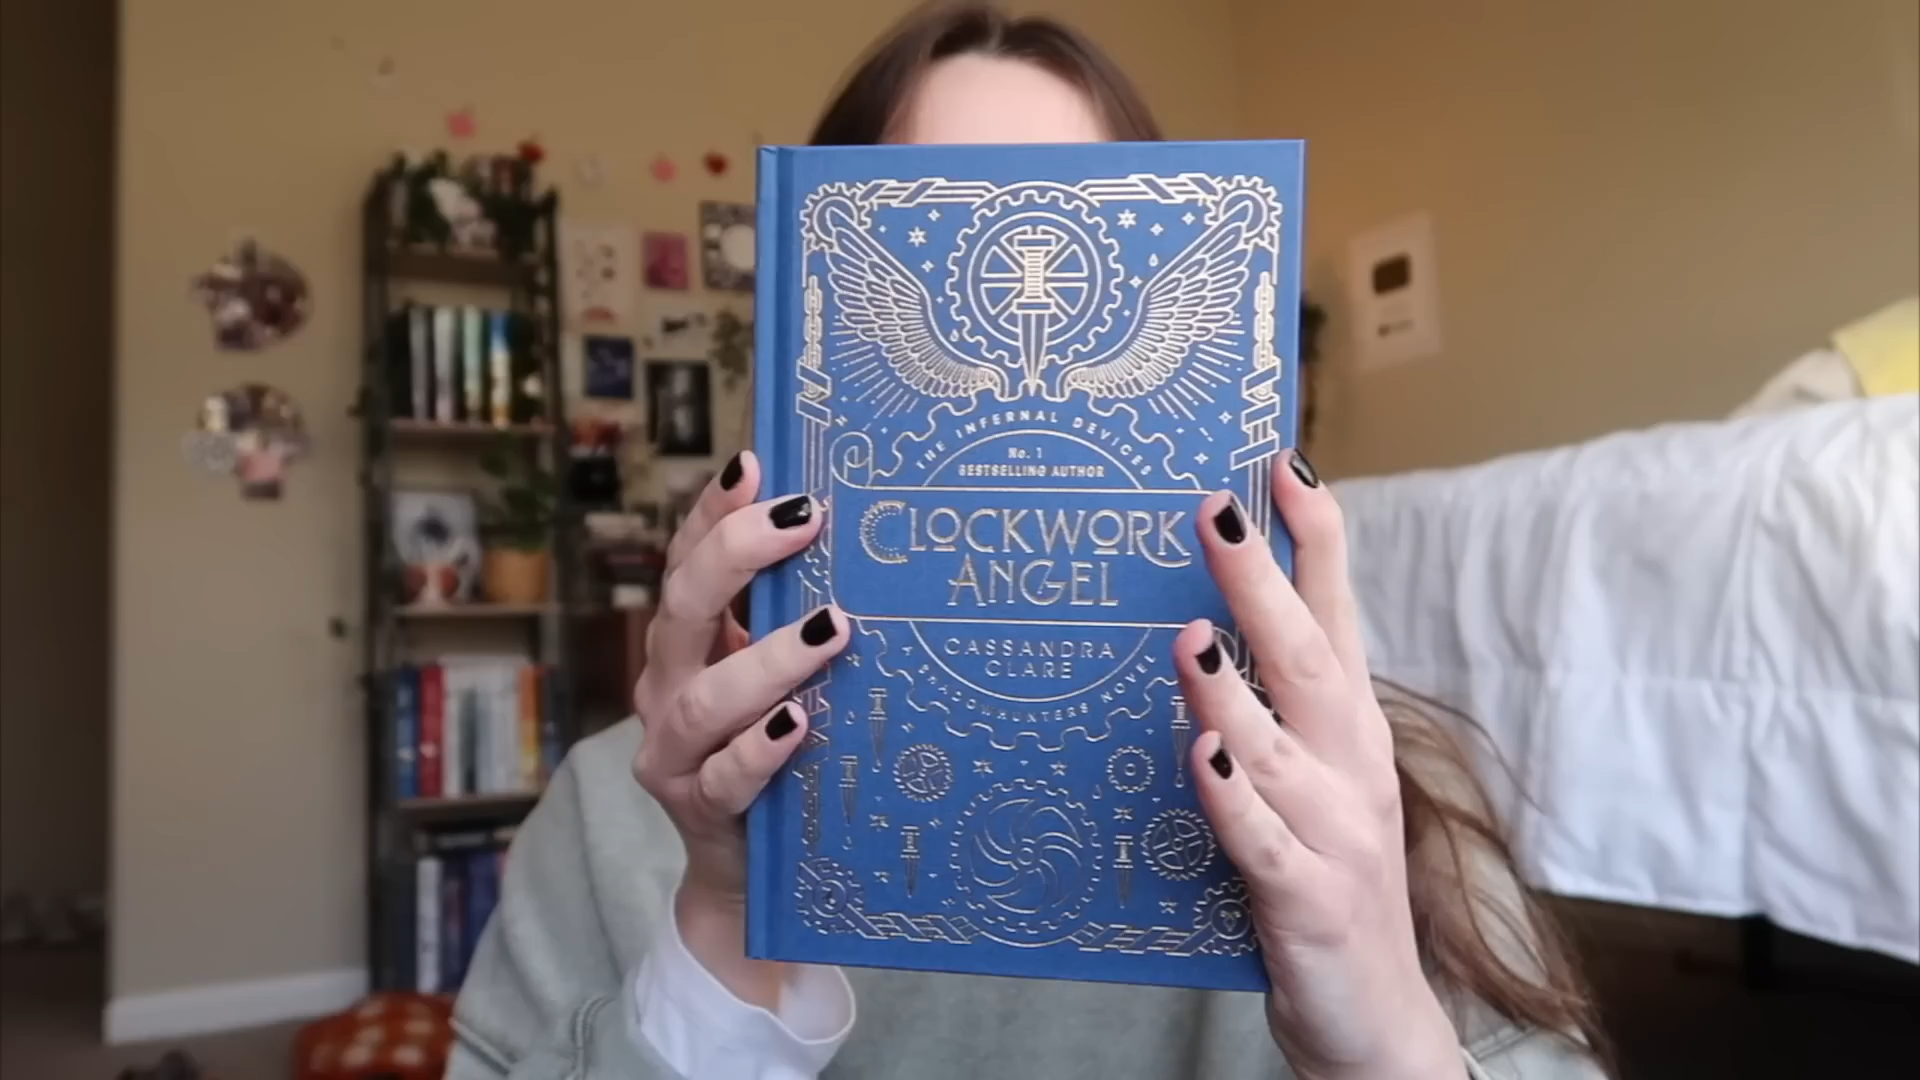 THE INFERNAL DEVICES
No. 1
BESTSELLING AUTHOR
CLOCKWORK
ANGEL
CASSANDRA
CLARE
A SHADOWHUNTERS NOVEL